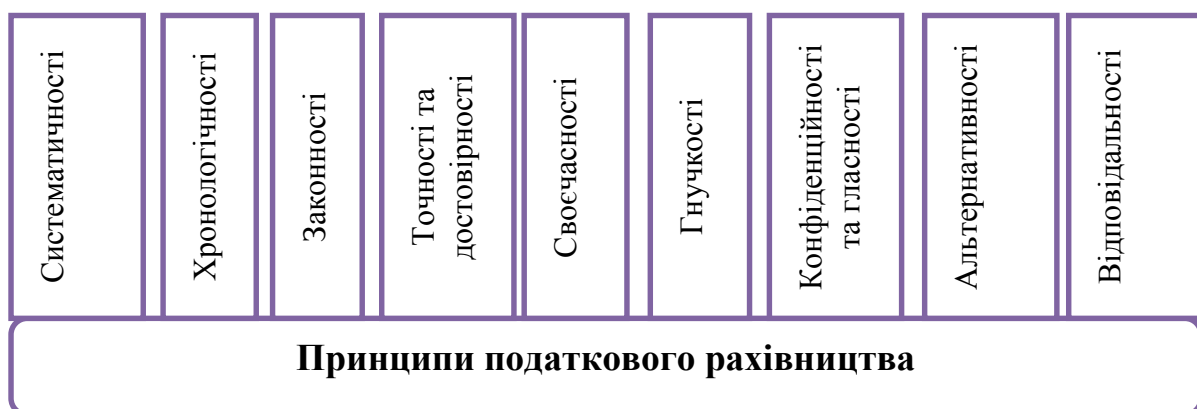 Систематичності
Хронологічності
Законності
Точності та
достовірності
Своєчасності
Гнучкості
Конфіденційності
та гласності
Альтернативності
Відповідальності
Принципи податкового рахівництва